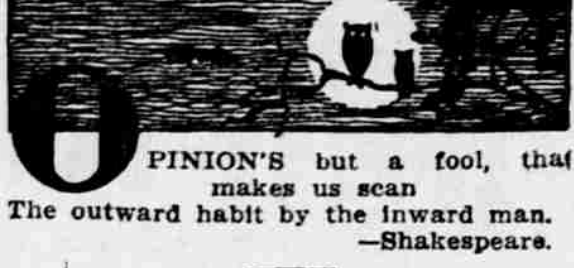 OPINION'S but a fool, that
makes us scan
The outward habit by the inward man.
—Shakespeare.